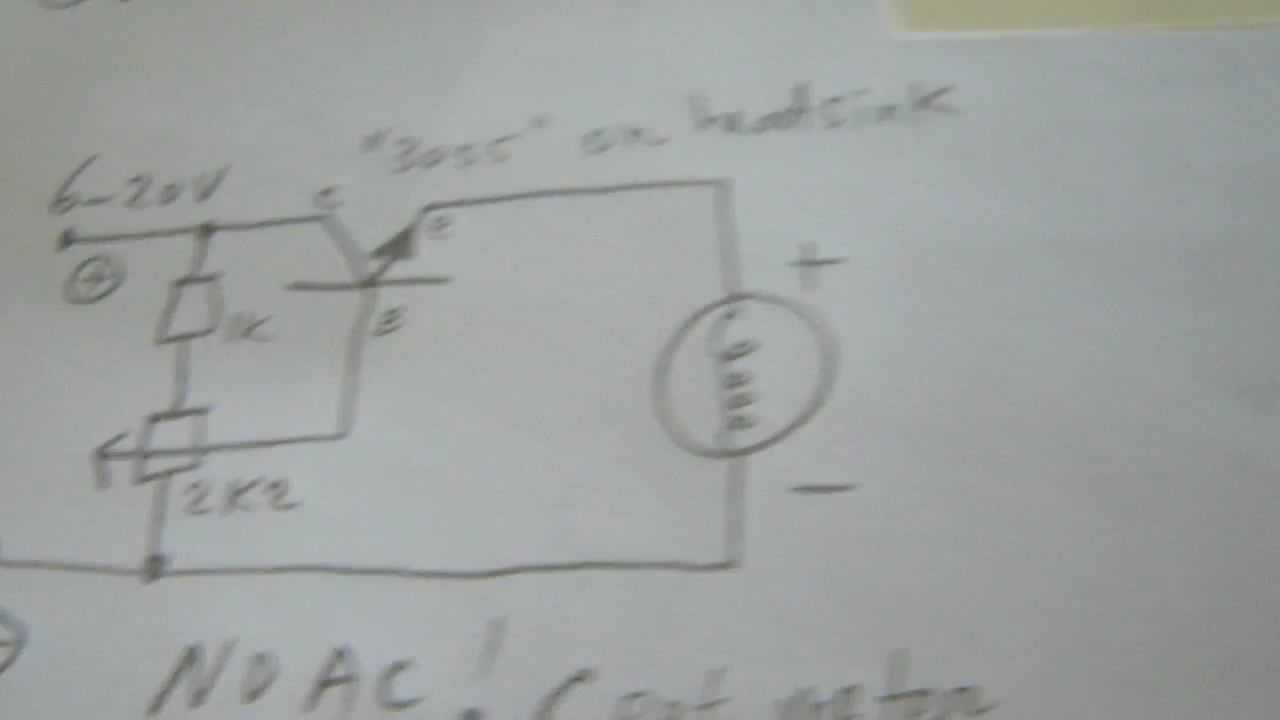 "3055" on heatsink
6-20V
C
E
+
+
1K
B
2K2
-
NO AC!